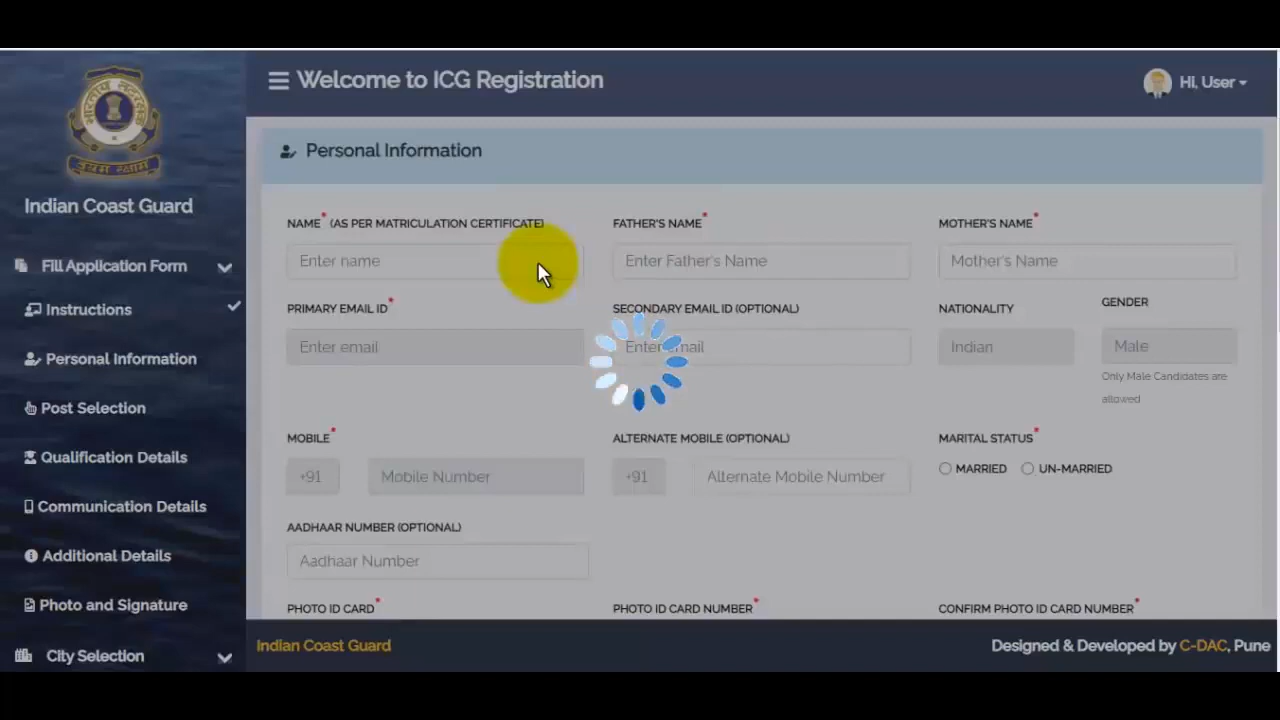 Welcome to ICG Registration
Hi, User
Indian Coast Guard
Fill Application Form
Instructions
Personal Information
Post Selection
Qualification Details
Communication Details
Additional Details
Photo and Signature
City Selection
Personal Information
NAME* (AS PER MATRICULATION CERTIFICATE)
FATHER'S NAME*
MOTHER'S NAME*
Enter name
Enter Father's Name
Mother's Name
PRIMARY EMAIL ID*
SECONDARY EMAIL ID (OPTIONAL)
NATIONALITY
GENDER
Enter email
Enter email
Indian
Male
Only Male Candidates are
allowed
MOBILE*
ALTERNATE MOBILE (OPTIONAL)
MARITAL STATUS*
+91
Mobile Number
+91
Alternate Mobile Number
MARRIED
UN-MARRIED
AADHAAR NUMBER (OPTIONAL)
Aadhaar Number
PHOTO ID CARD*
PHOTO ID CARD NUMBER*
CONFIRM PHOTO ID CARD NUMBER*
Indian Coast Guard
Designed & Developed by C-DAC, Pune